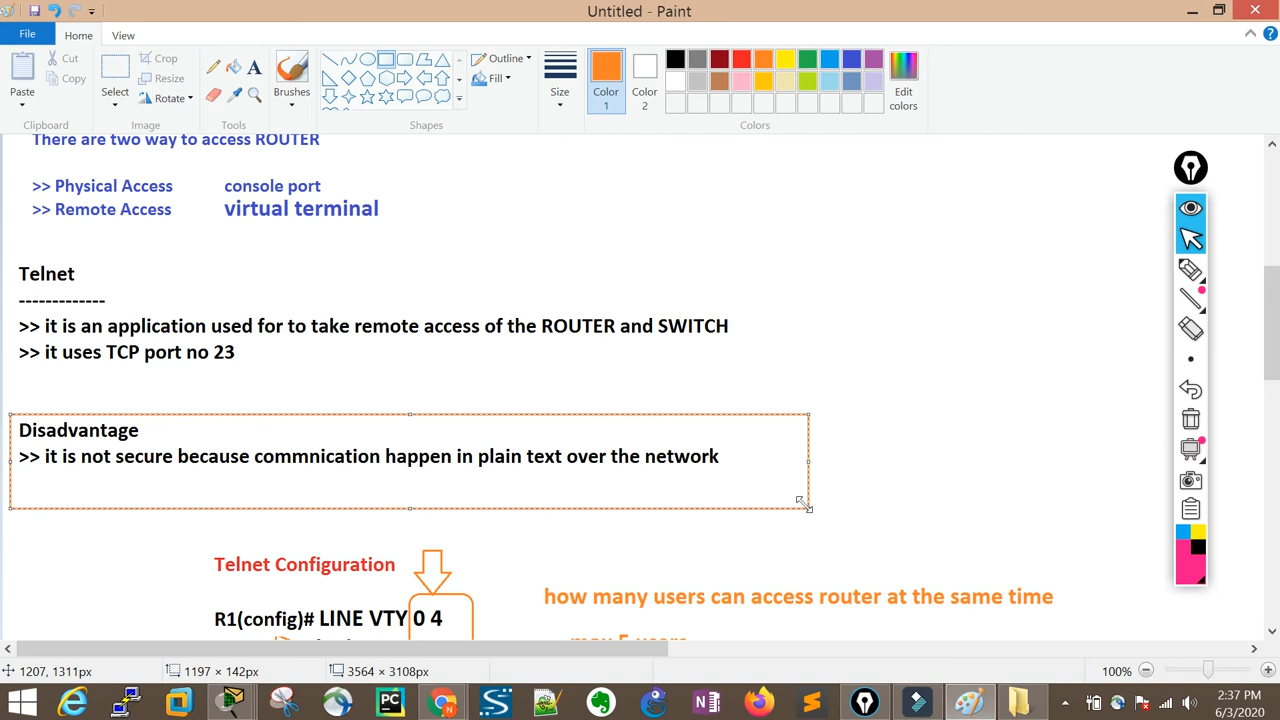 Untitled - Paint
File
Home
View
Paste
Cut
Copy
Clipboard
Select
Crop
Resize
Rotate
Image
Tools
Brushes
Outline
Fill
Shapes
Size
Color 1
Color 2
Edit colors
Colors
There are two way to access ROUTER
>> Physical Access console port
>> Remote Access virtual terminal
Telnet
-------------
>> it is an application used for to take remote access of the ROUTER and SWITCH
>> it uses TCP port no 23
Disadvantage
>> it is not secure because commnication happen in plain text over the network
Telnet Configuration
how many users can access router at the same time
R1(config)# LINE VTY 0 4
max 5 users
1207, 1311px
1197 × 142px
3564 × 3108px
100%
2:37 PM
6/3/2020